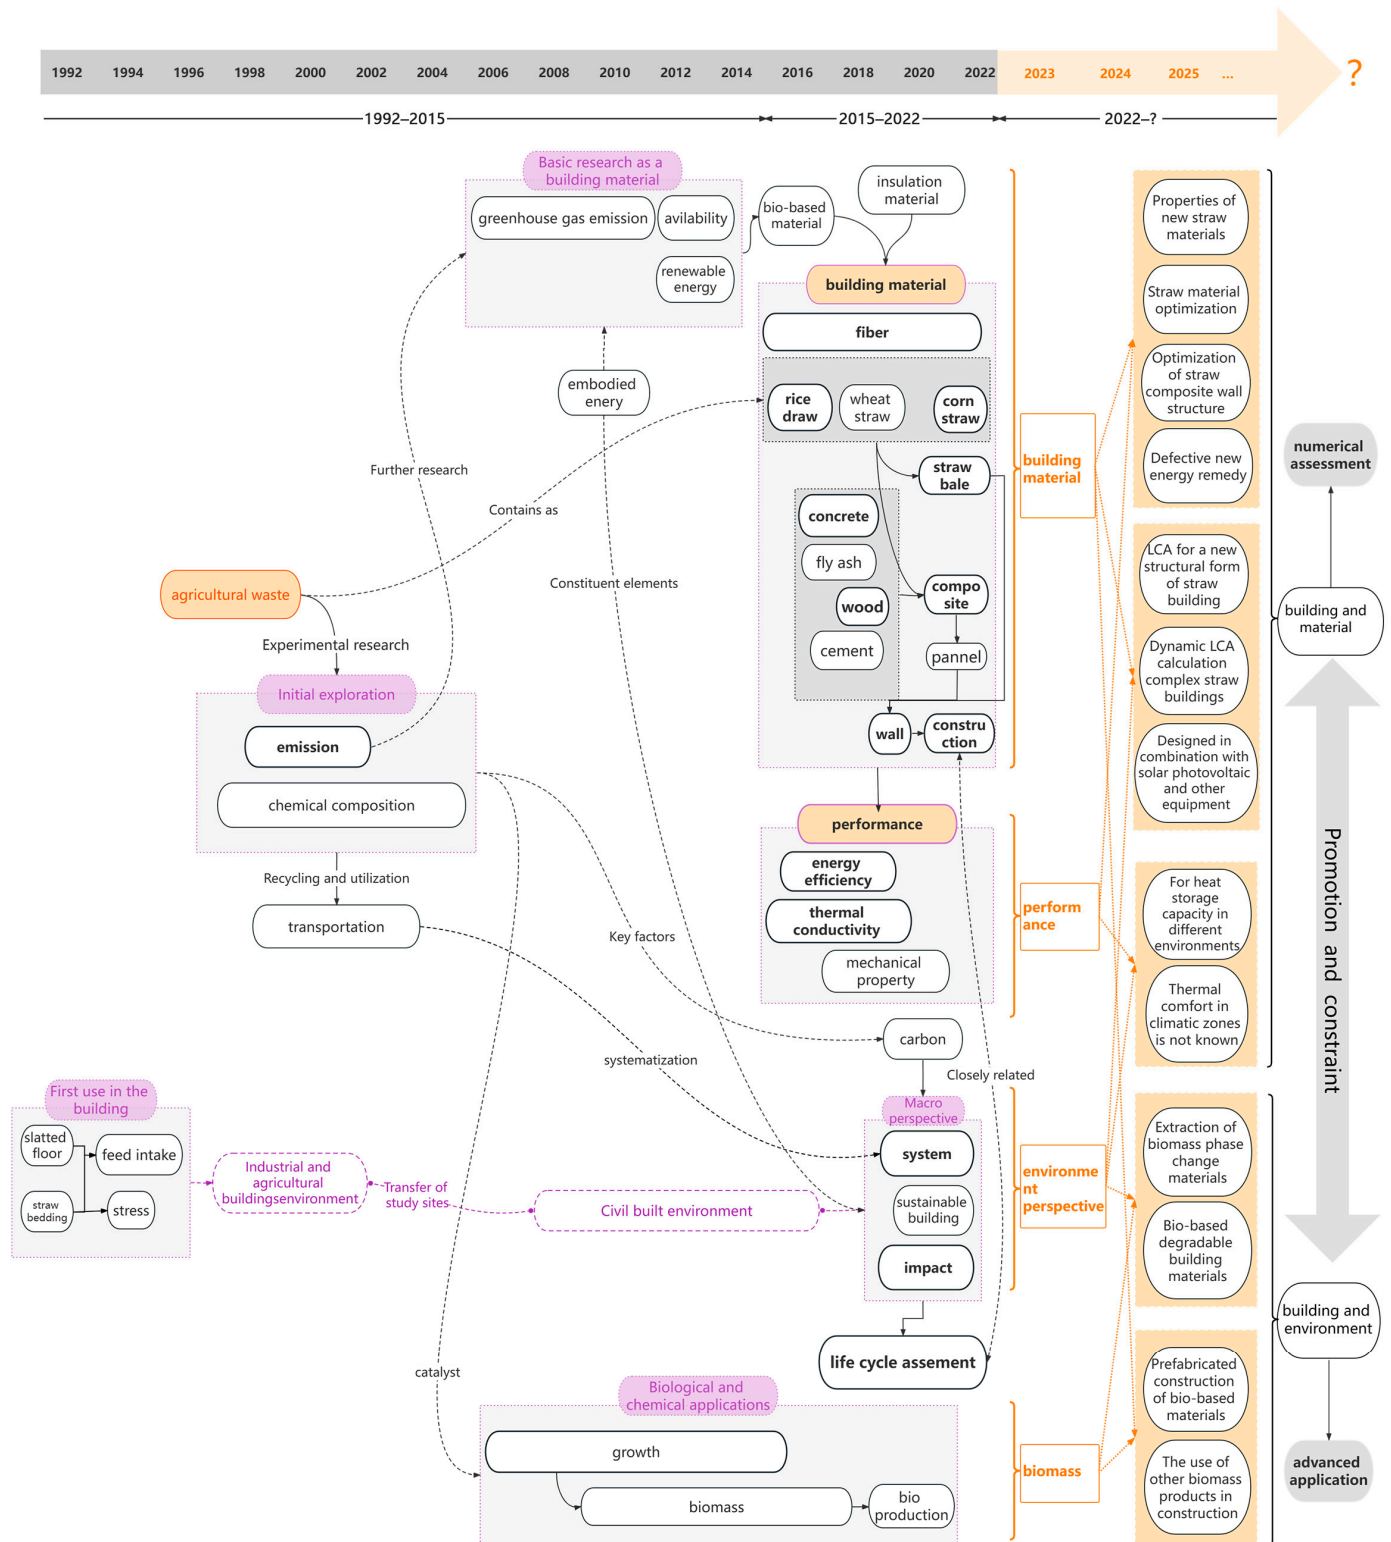 1992 1994 1996 1998 2000 2002 2004 2006 2008 2010 2012 2014 2016 2018 2020 2022 2023 2024 2025 ... ?
1992–2015 2015–2022 2022–?
Basic research as a
building material
greenhouse gas emission
avilability
renewable
energy
bio-based
material
insulation
material
building material
fiber
rice
draw
wheat
straw
corn
straw
straw
bale
concrete
fly ash
wood
cement
compo
site
pannel
wall
constru
ction
embodied
enery
Further research
Contains as
Constituent elements
agricultural waste
Experimental research
Initial exploration
emission
chemical composition
Recycling and utilization
transportation
Key factors
systematization
performance
energy
efficiency
thermal
conductivity
mechanical
property
carbon
Closely related
First use in the
building
slatted
floor
feed intake
straw
bedding
stress
Industrial and
agricultural
buildingsenvironment
Transfer of
study sites
Civil built environment
Macro
perspective
system
sustainable
building
impact
life cycle assement
catalyst
Biological and
chemical applications
growth
biomass
bio
production
building
material
perform
ance
environme
nt
perspective
biomass
Properties of
new straw
materials
Straw material
optimization
Optimization
of straw
composite wall
structure
Defective new
energy remedy
LCA for a new
structural form
of straw
building
Dynamic LCA
calculation
complex straw
buildings
Designed in
combination with
solar photovoltaic
and other
equipment
For heat
storage
capacity in
different
environments
Thermal
comfort in
climatic zones
is not known
Extraction of
biomass phase
change
materials
Bio-based
degradable
building
materials
Prefabricated
construction
of bio-based
materials
The use of
other biomass
products in
construction
numerical
assessment
building and
material
Promotion and constraint
building and
environment
advanced
application